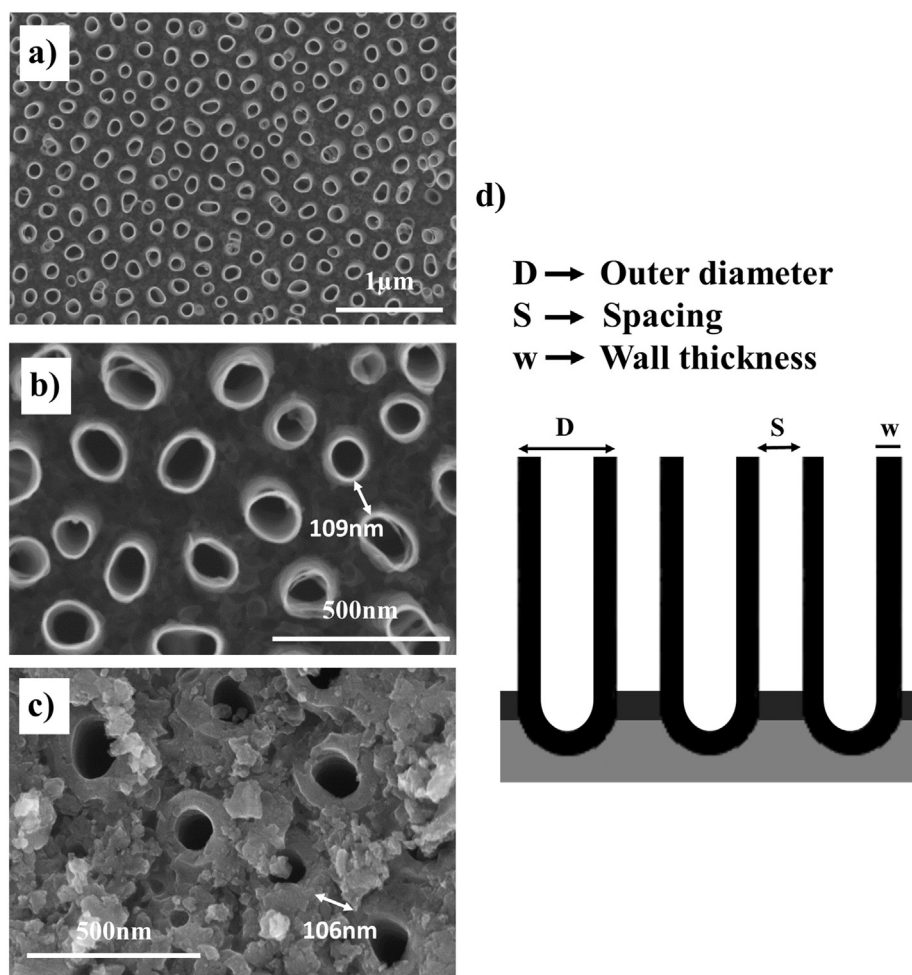 a)
1µm
b)
109nm
500nm
c)
500nm
106nm
d)
D → Outer diameter
S → Spacing
w → Wall thickness
D
S
w